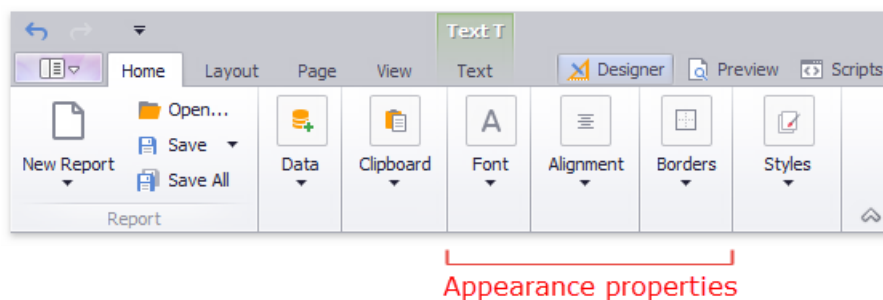 Text T
Home Layout Page View Text Designer Preview Scripts
Open...
Save
New Report Save All Data Clipboard Font Alignment Borders Styles
Report
Appearance properties